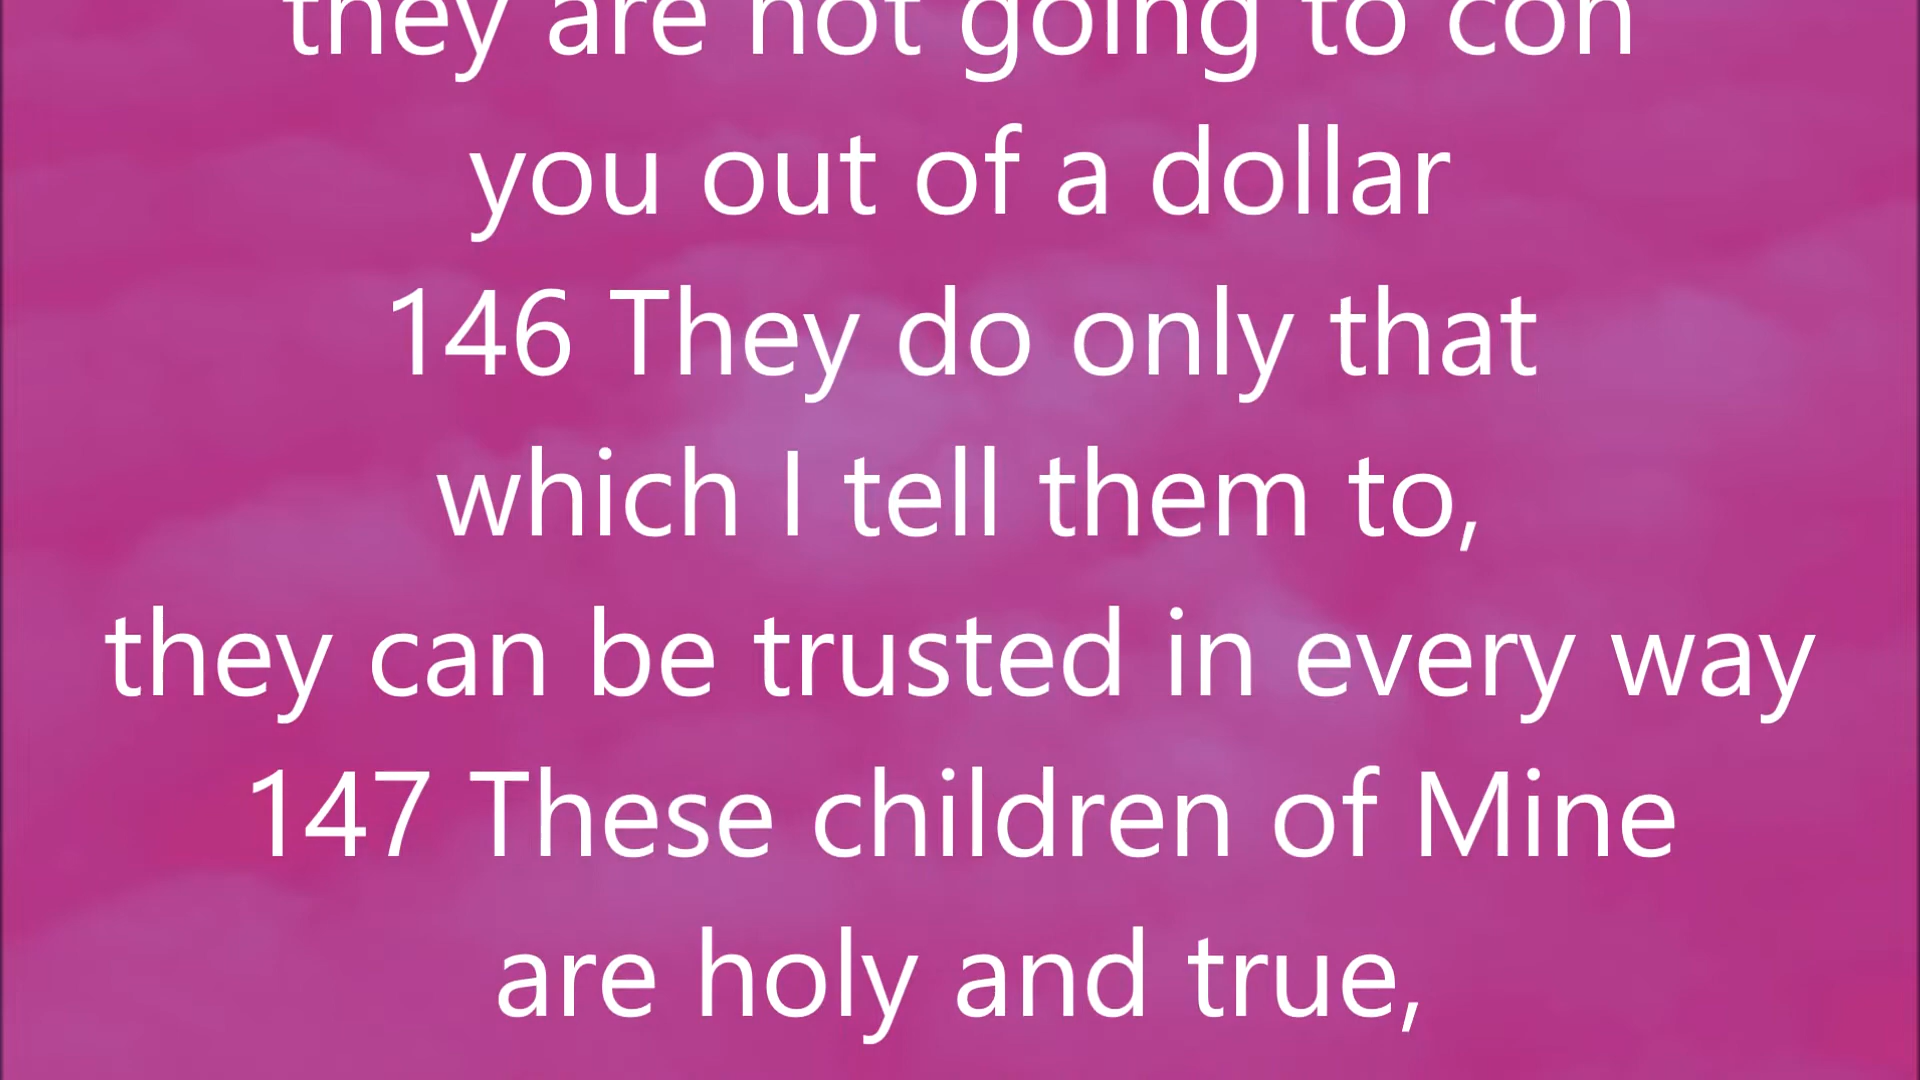 they are not going to con
you out of a dollar
146 They do only that
which I tell them to,
they can be trusted in every way
147 These children of Mine
are holy and true,